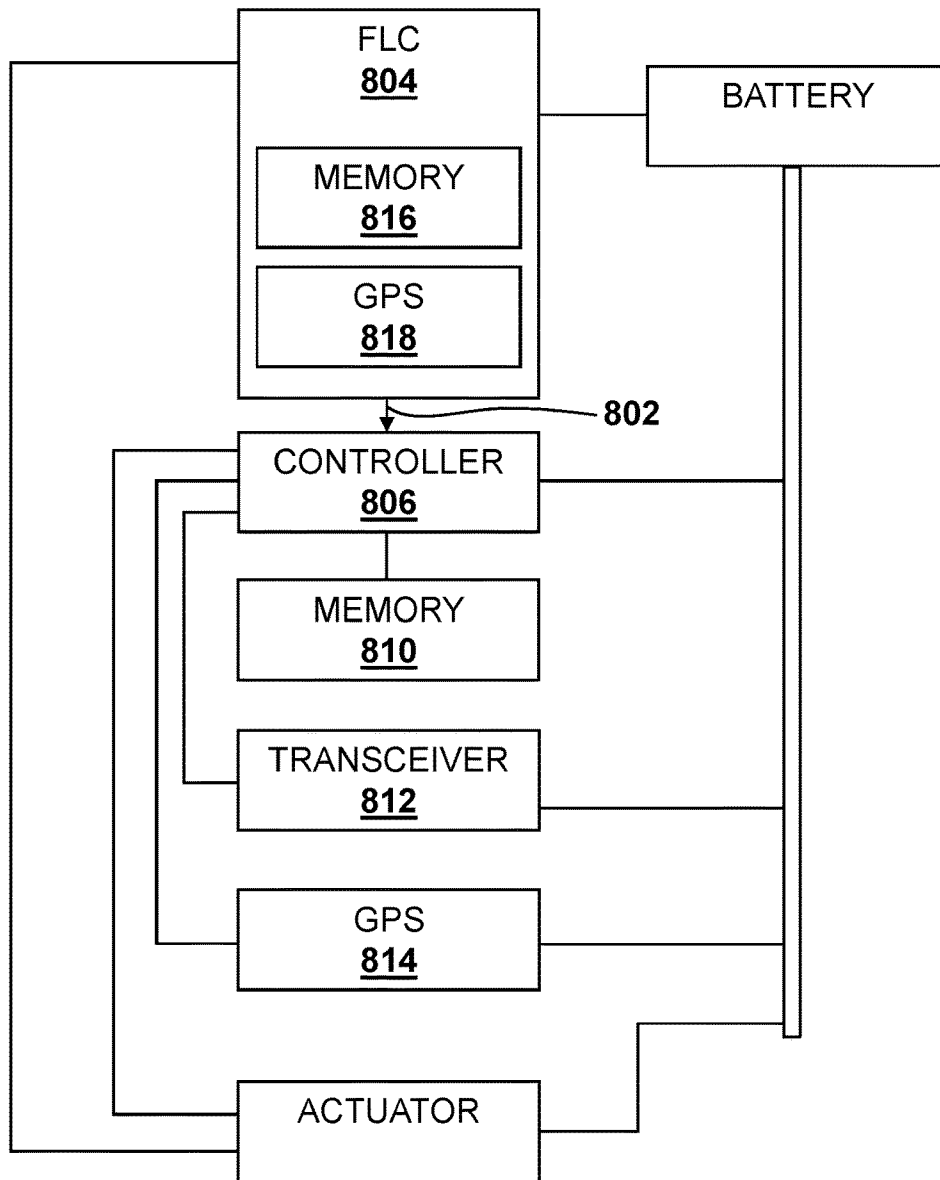 FLC
804
BATTERY
MEMORY
816
GPS
818
802
CONTROLLER
806
MEMORY
810
TRANSCEIVER
812
GPS
814
ACTUATOR